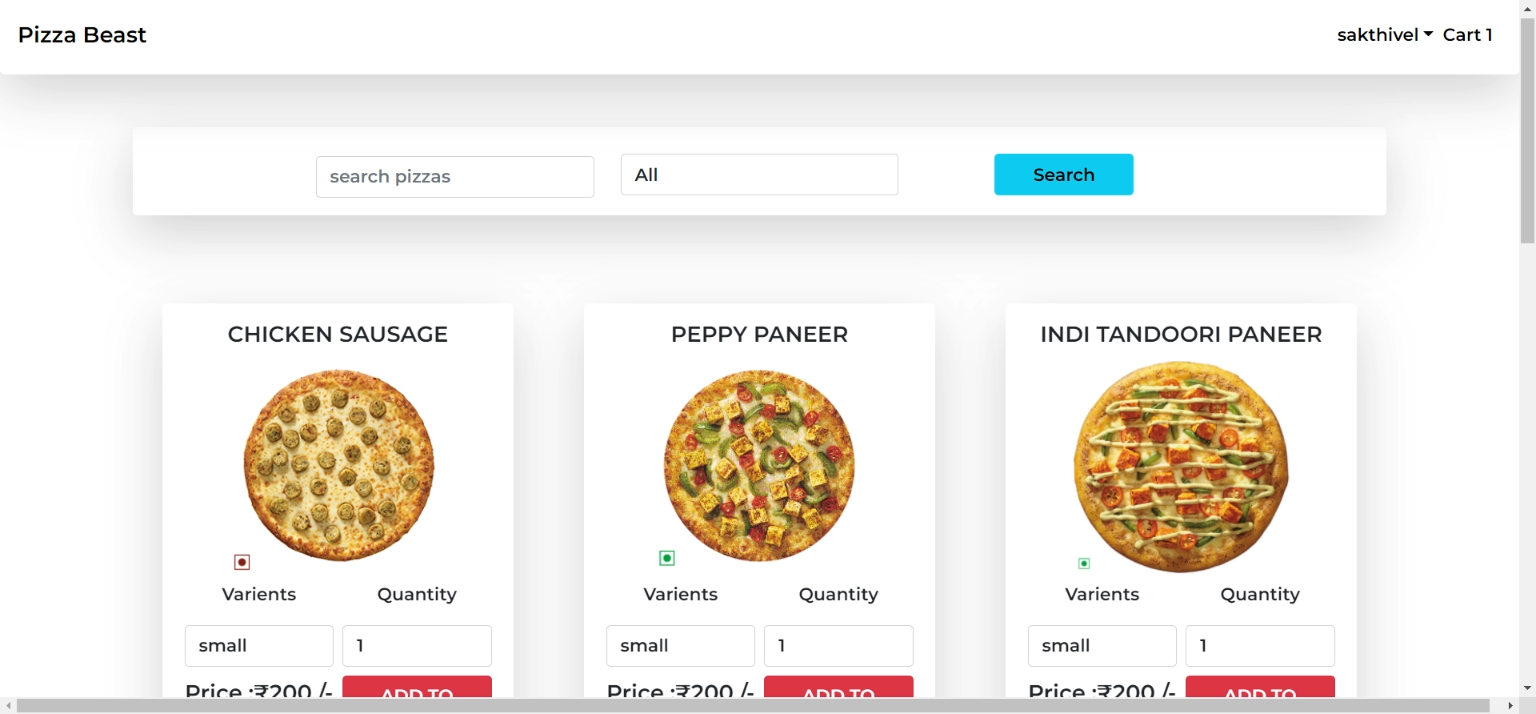 Pizza Beast
sakthivel Cart 1
search pizzas All Search
CHICKEN SAUSAGE PEPPY PANEER INDI TANDOORI PANEER
Varients Quantity Varients Quantity Varients Quantity
small 1 small 1 small 1
Price :₹200 /- ADD TO Price :₹200 /- ADD TO Price :₹200 /- ADD TO